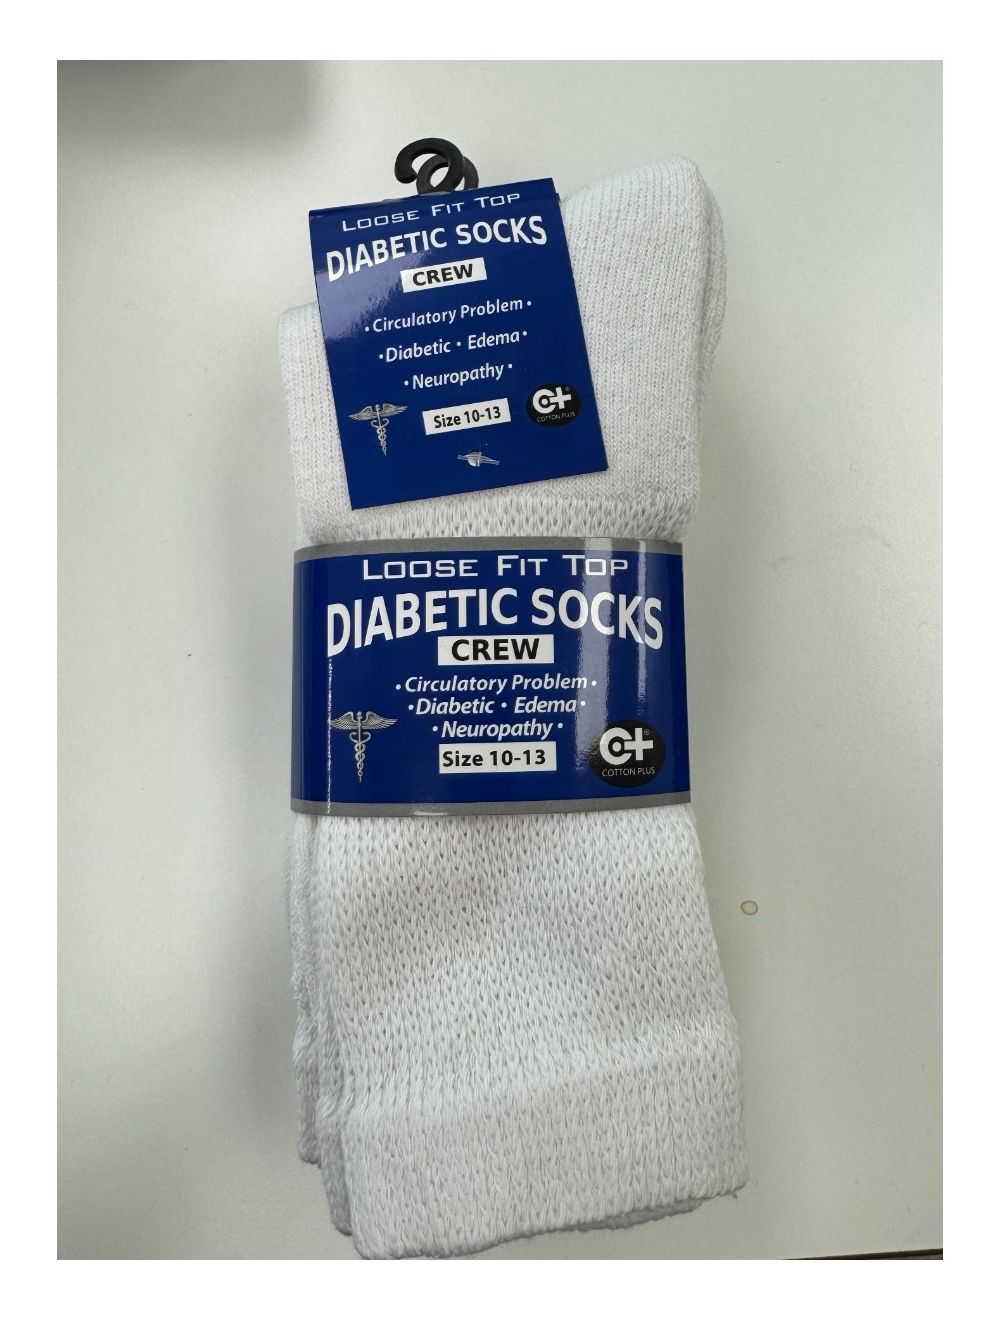 LOOSE FIT TOP
DIABETIC SOCKS
CREW
•Circulatory Problem•
•Diabetic • Edema•
•Neuropathy•
Size 10-13
C+®
COTTON PLUS
LOOSE FIT TOP
DIABETIC SOCKS
CREW
•Circulatory Problem•
•Diabetic • Edema•
•Neuropathy•
Size 10-13
C+®
COTTON PLUS